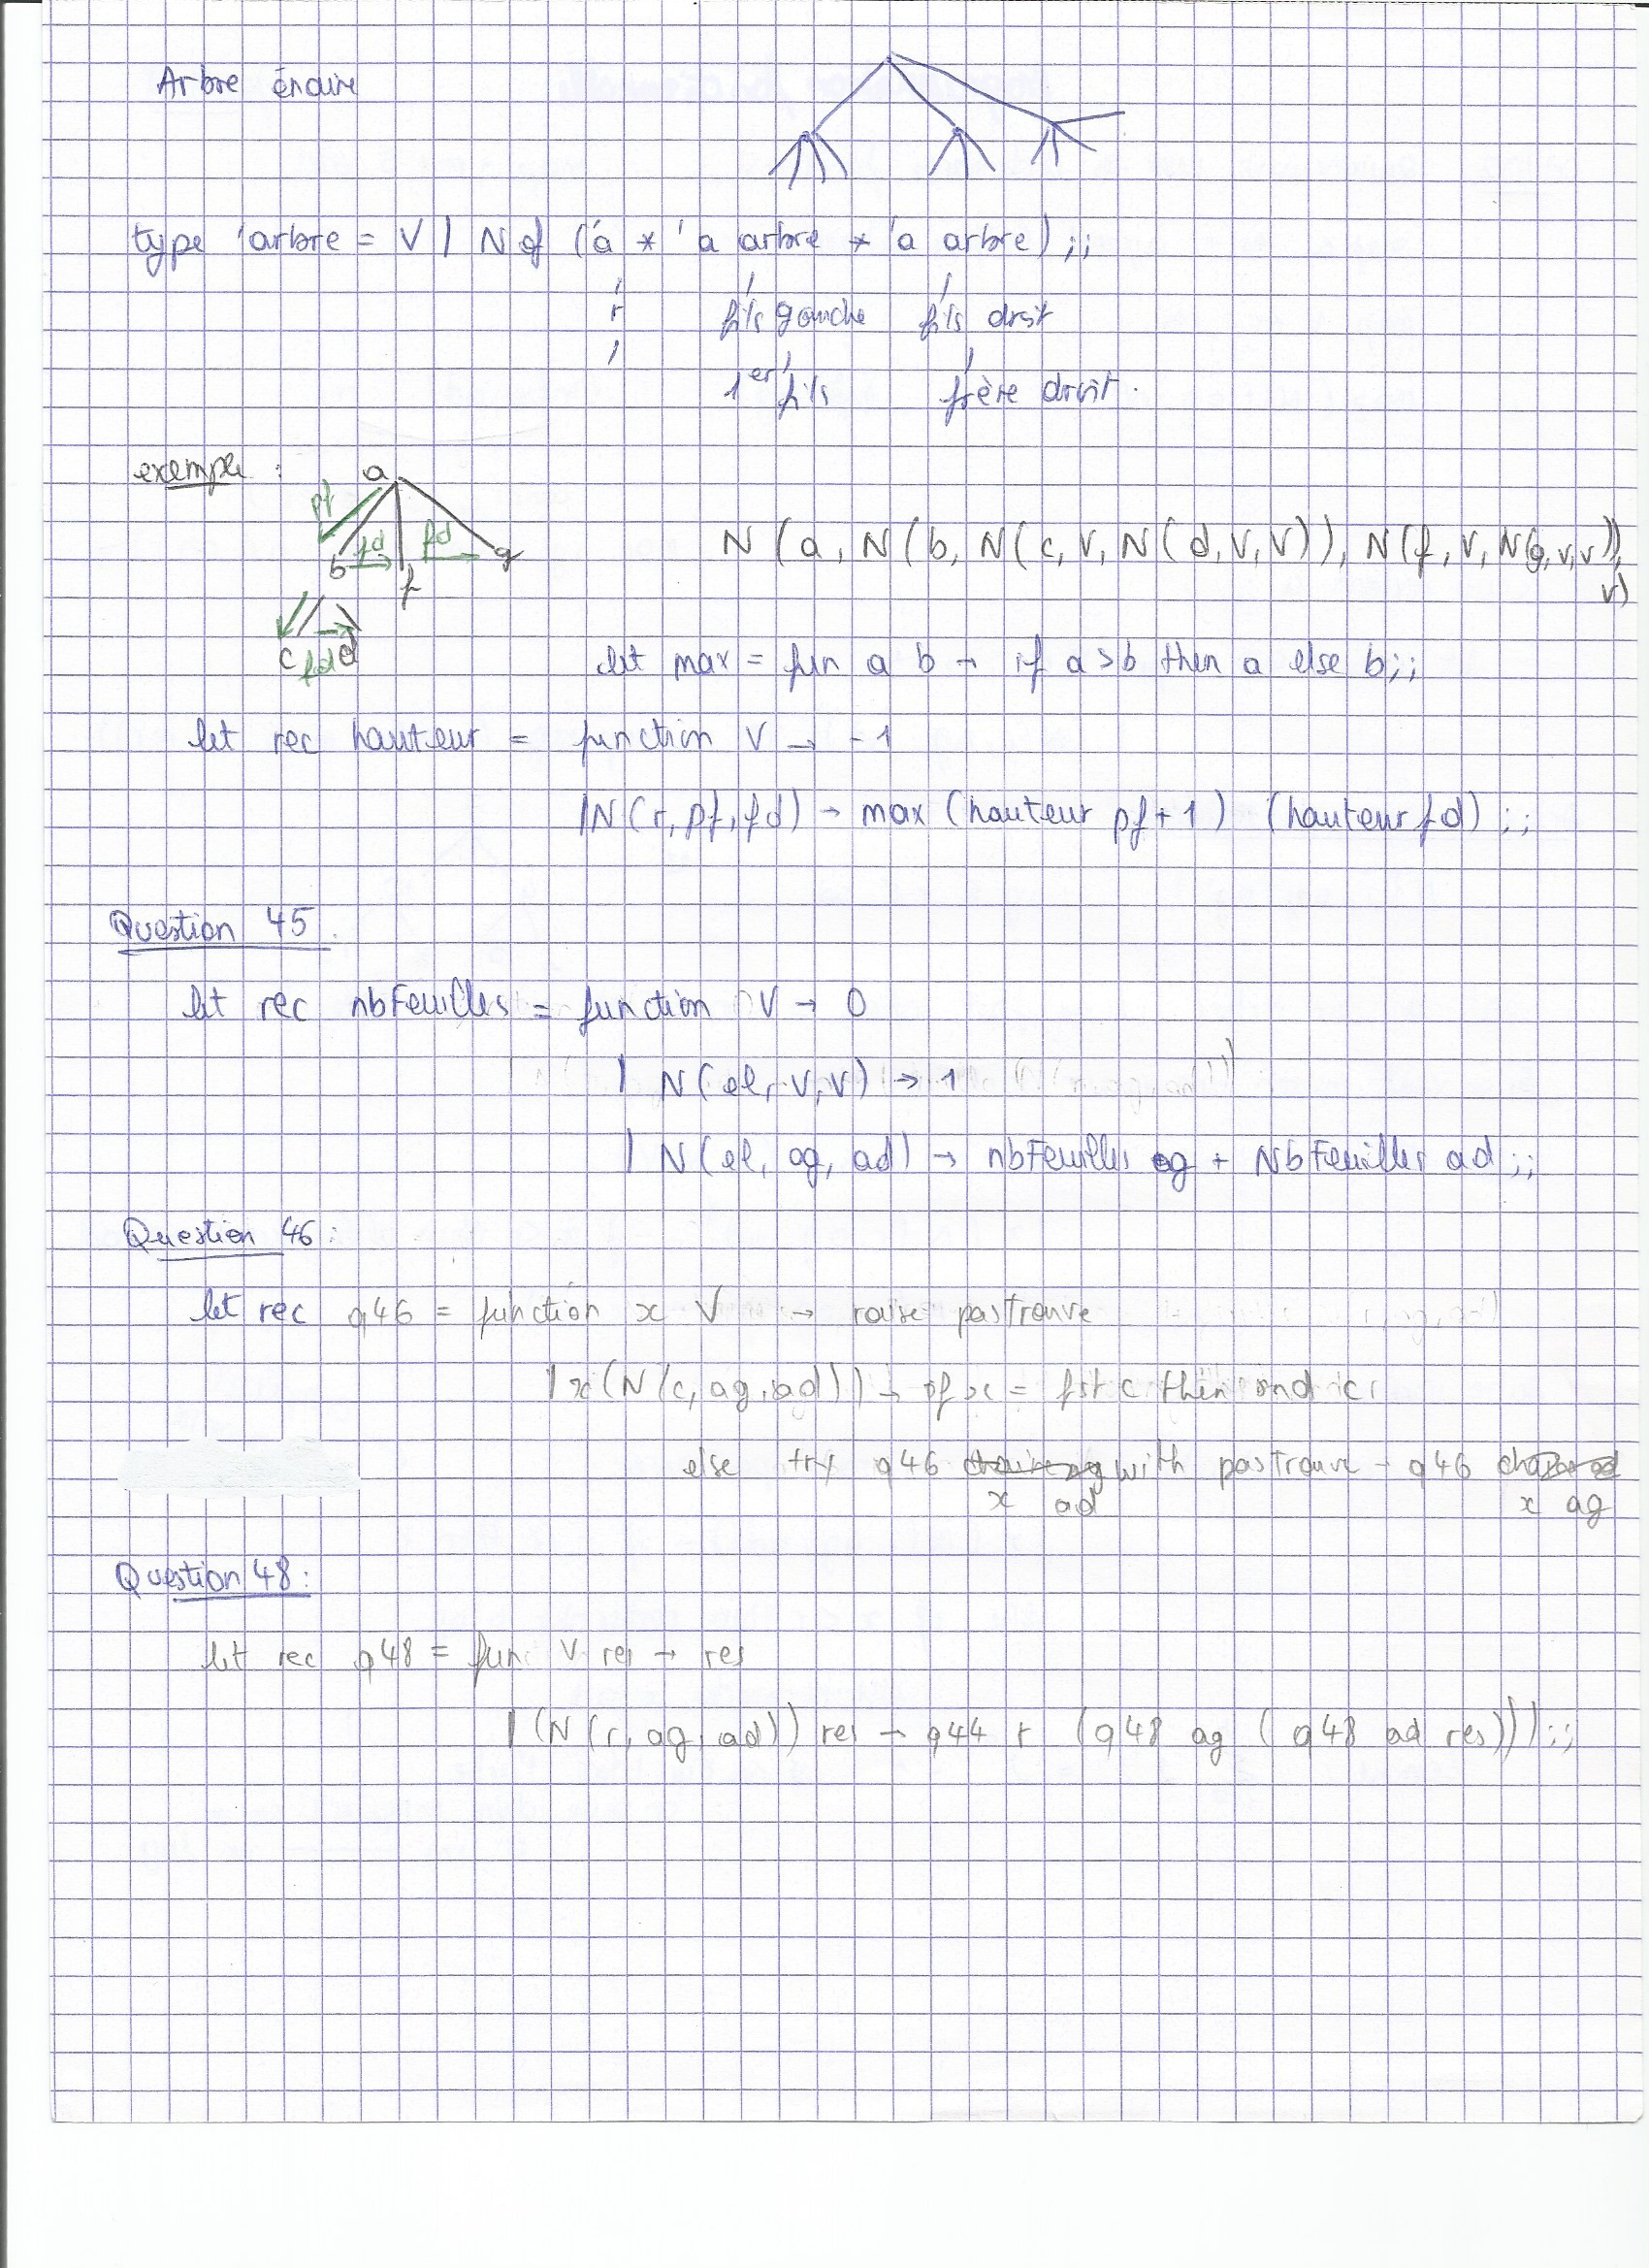 Arbre énaire
type 'arbre = V | N of ('a * 'a arbre * 'a arbre) ;;
r fils gauche fils droit
1er fils frère droit.
exemple :
a
pf
fd fd
b f g
c fd d
N (a, N (b, N (c, V, N (d, V, V)), N (f, V, N(g, v, v)),
v)
let max = fun a b → if a > b then a else b ;;
let rec hauteur = function V → -1
| N (r, pf, fd) → max (hauteur pf + 1) (hauteur fd) ;;
Question 45.
let rec nbFeuilles = function V → 0
| N (el, V, V) → 1
| N (el, ag, ad) → nbFeuilles ag + NbFeuilles ad ;;
Question 46 :
let rec q46 = function x V → raise pastrouve
| x (N (c, ag, ad)) → if x = fst c then snd c
else try q46 with pastrouve → q46
x ad x ag
Question 48 :
let rec q48 = fun V res → res
| (N (r, ag, ad)) res → q44 r (q48 ag (q48 ad res))) ;;